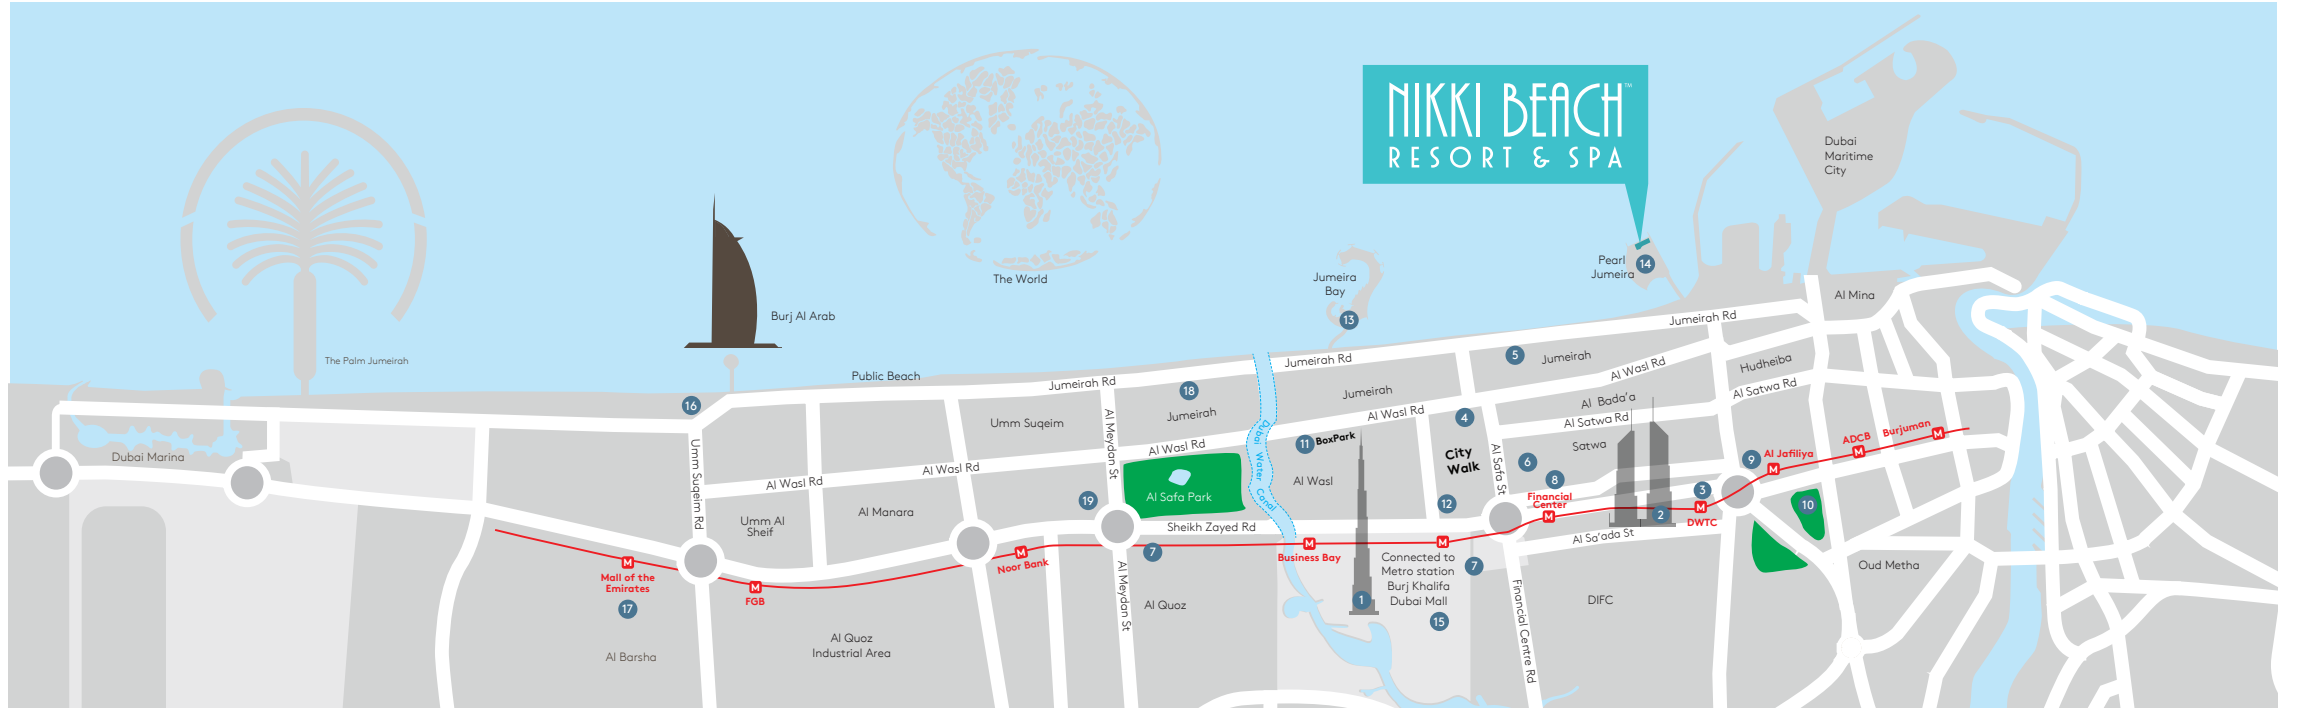 NIKKI BEACH™
RESORT & SPA
Dubai
Maritime
City
Pearl
Jumeira
14
The World
Jumeira
Bay
13
Burj Al Arab
The Palm Jumeirah
Al Mina
Jumeirah Rd
Public Beach
Jumeirah Rd
Jumeirah Rd
5
Jumeirah
Al Wasl Rd
Hudheiba
16
18
Jumeirah
Jumeirah
Al Wasl Rd
4
Al Bada'a
Al Satwa Rd
Al Satwa Rd
Umm Suqeim
Al Meydan St
Al Wasl Rd
Dubai Water Canal
11
BoxPark
City
Walk
Al Safa St
Satwa
6
8
9
Al Jafiliya
M
ADCB
M
Burjuman
M
Dubai Marina
Umm Suqeim Rd
Al Wasl Rd
Al Wasl Rd
Al Safa Park
Al Wasl
12
Financial
Center
M
3
M
DWTC
2
10
Umm Al
Sheif
Al Manara
19
Sheikh Zayed Rd
Al Sa'ada St
M
Mall of the
Emirates
17
M
FGB
M
Noor Bank
7
M
Business Bay
M
Connected to
Metro station
Burj Khalifa
Dubai Mall
15
1
7
Oud Metha
Al Barsha
Al Quoz
Industrial Area
Al Meydan St
Al Quoz
Financial Centre Rd
DIFC